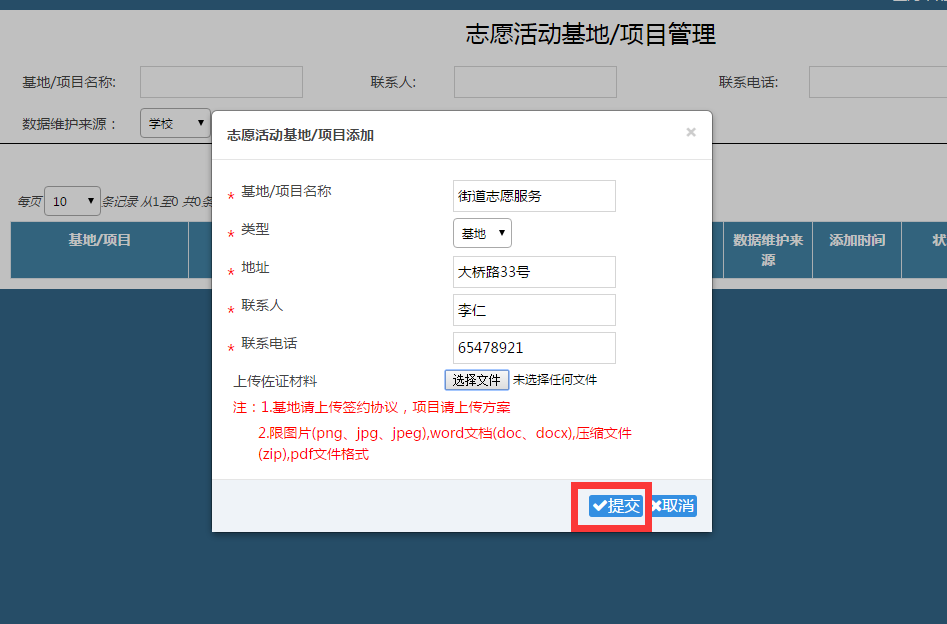 志愿活动基地/项目管理
基地/项目名称:
联系人:
联系电话:
数据维护来源：
学校
志愿活动基地/项目添加
×
* 基地/项目名称
街道志愿服务
* 类型
基地
* 地址
大桥路33号
* 联系人
李仁
* 联系电话
65478921
上传佐证材料
选择文件 未选择任何文件
注：1.基地请上传签约协议，项目请上传方案
2.限图片(png、jpg、jpeg),word文档(doc、docx),压缩文件
(zip),pdf文件格式
提交
取消
每页 10 条记录 从1至0 共0条
基地/项目
数据维护来
源
添加时间
状